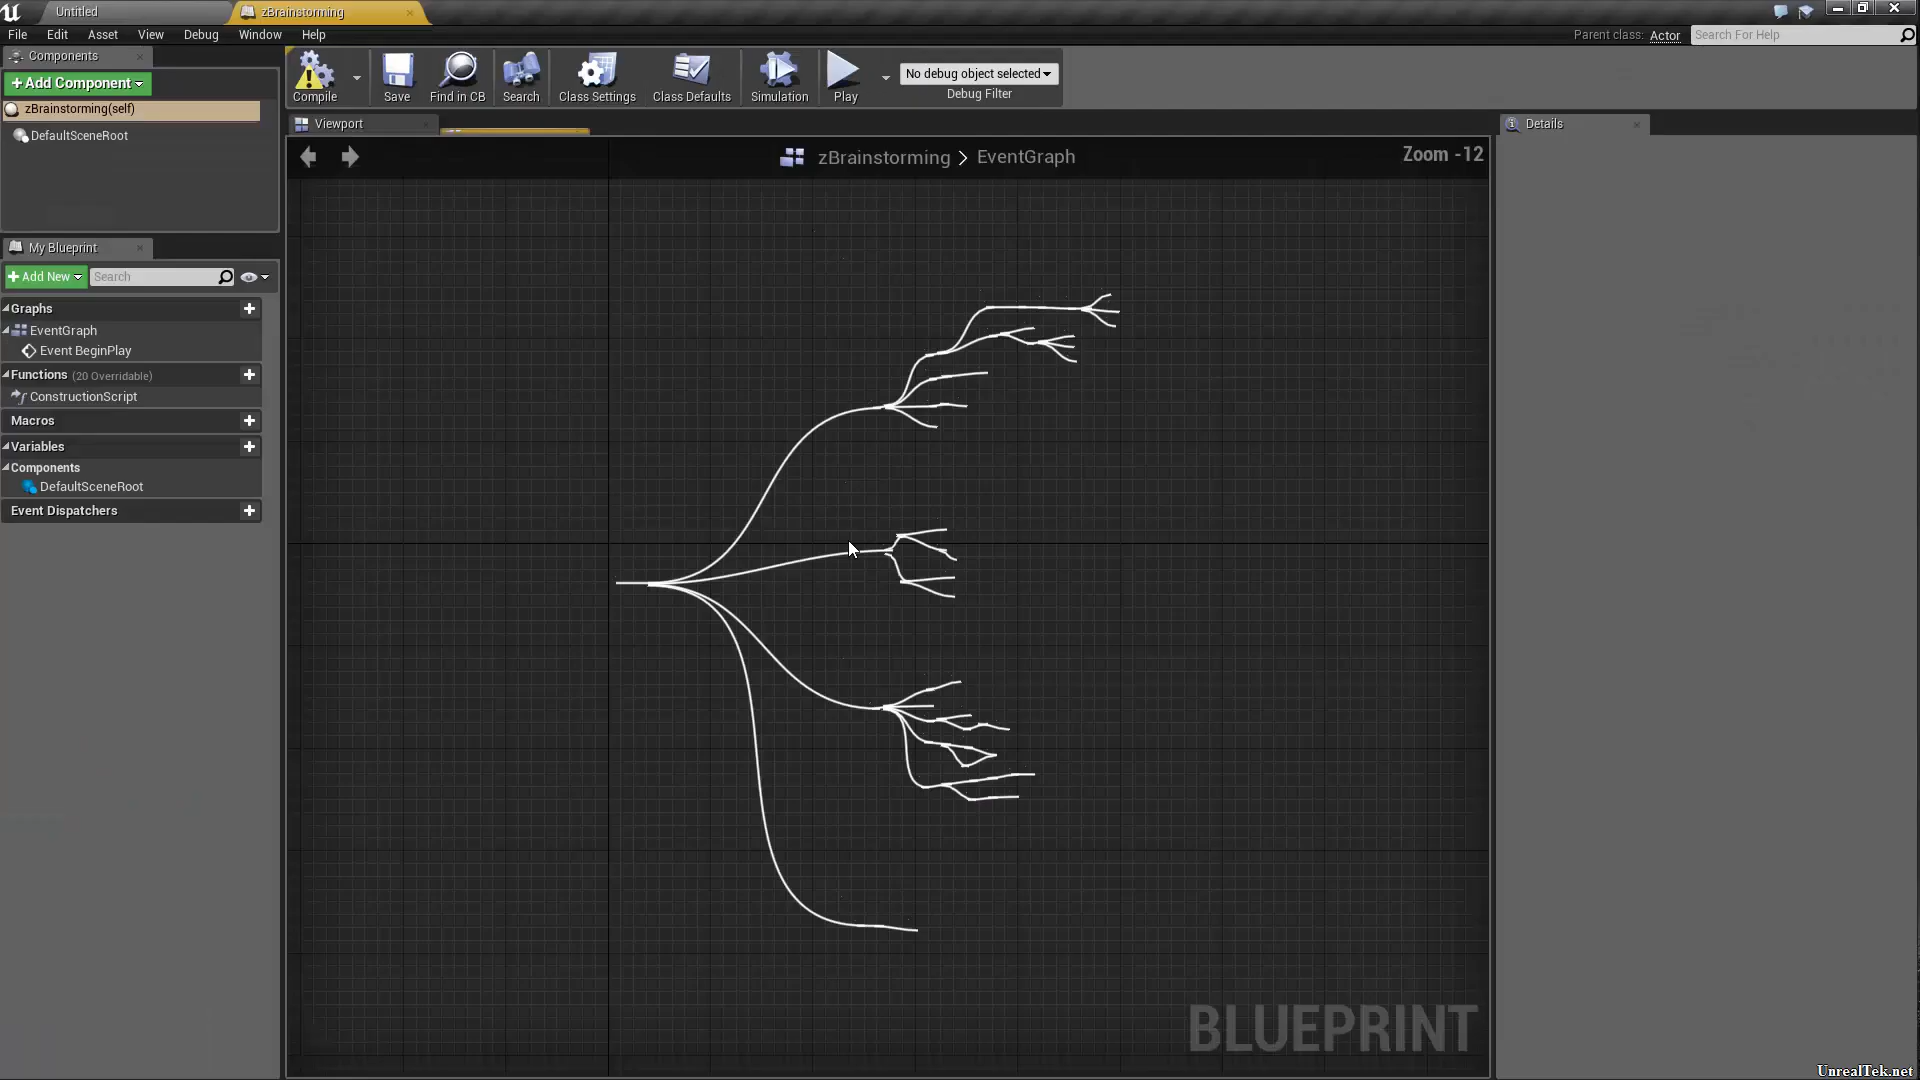 Untitled
zBrainstorming
File Edit Asset View Debug Window Help
Parent class: Actor
Search For Help
Components
+Add Component
zBrainstorming(self)
DefaultSceneRoot
Compile
Save
Find in CB
Search
Class Settings
Class Defaults
Simulation
Play
No debug object selected
Debug Filter
Viewport
Details
zBrainstorming > EventGraph
Zoom -12
My Blueprint
+Add New
Search
Graphs
EventGraph
Event BeginPlay
Functions (20 Overridable)
ConstructionScript
Macros
Variables
Components
DefaultSceneRoot
Event Dispatchers
BLUEPRINT
UnrealTek.net